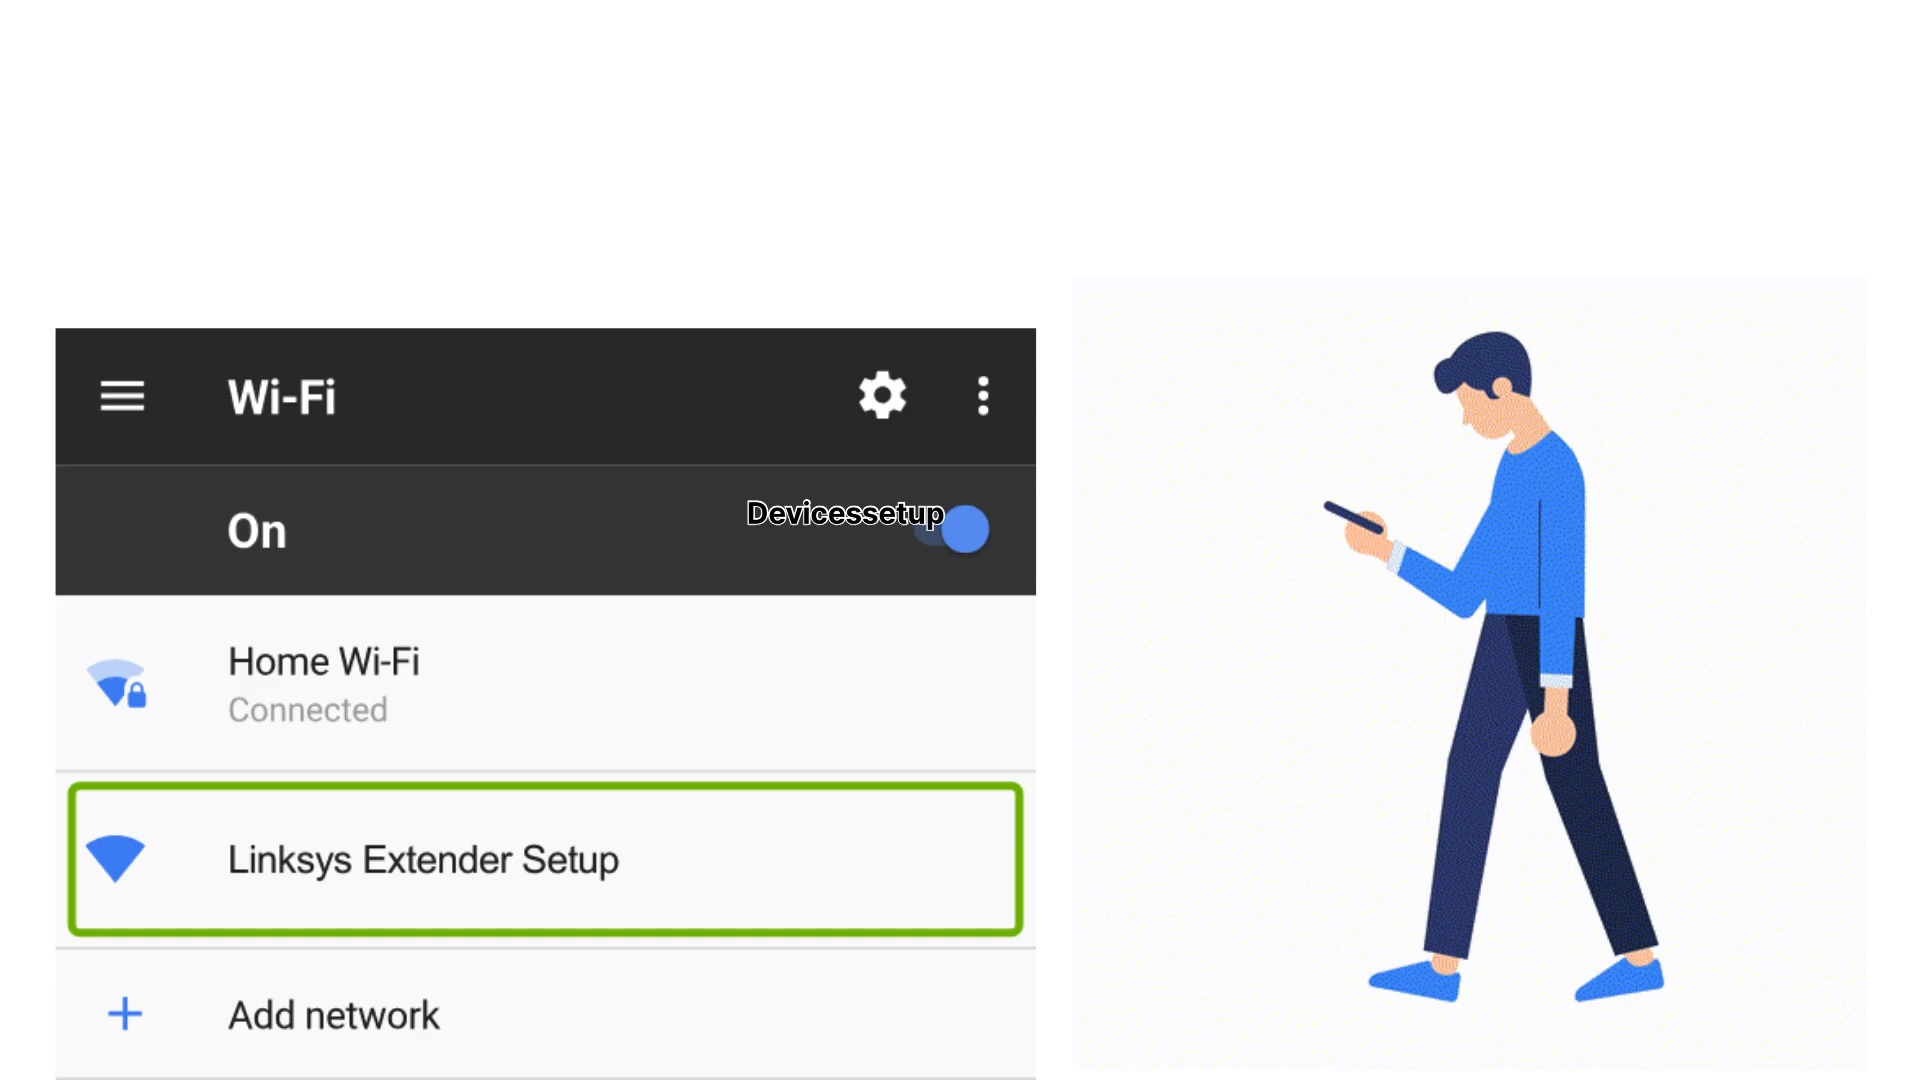 Wi-Fi
On
Devicessetup
Home Wi-Fi
Connected
Linksys Extender Setup
Add network